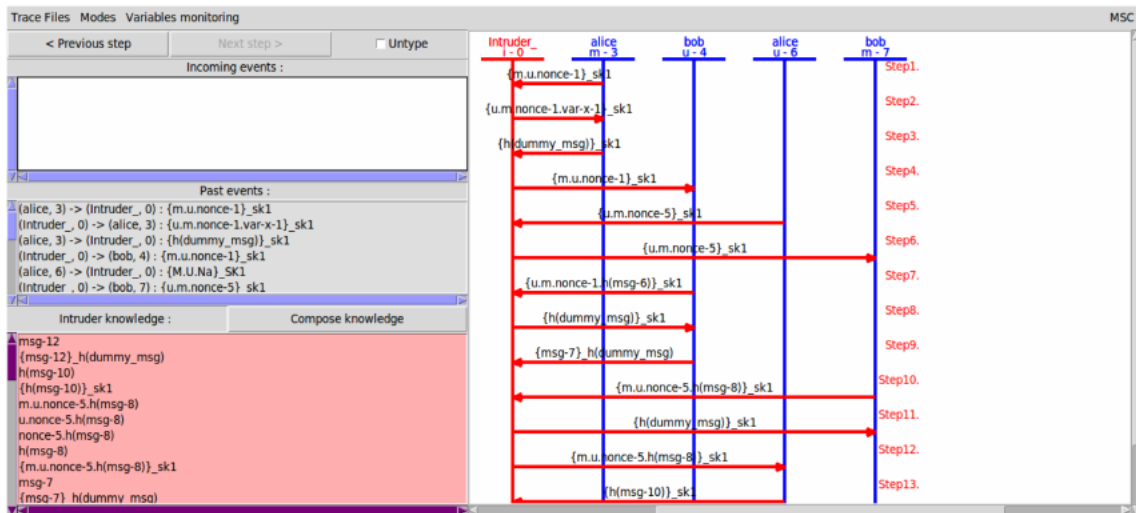 Trace Files Modes Variables monitoring MSC
< Previous step Next step > Untype
Incoming events :
Past events :
(alice, 3) -> (Intruder_, 0) : {m.u.nonce-1}_sk1
(Intruder_, 0) -> (alice, 3) : {u.m.nonce-1.var-x-1}_sk1
(alice, 3) -> (Intruder_, 0) : {h(dummy_msg)}_sk1
(Intruder_, 0) -> (bob, 4) : {m.u.nonce-1}_sk1
(alice, 6) -> (Intruder_, 0) : {M.U.Na}_SK1
(Intruder_, 0) -> (bob, 7) : {u.m.nonce-5}_sk1
Intruder knowledge : Compose knowledge
msg-12
{msg-12}_h(dummy_msg)
h(msg-10)
{h(msg-10)}_sk1
m.u.nonce-5.h(msg-8)
u.nonce-5.h(msg-8)
nonce-5.h(msg-8)
h(msg-8)
{m.u.nonce-5.h(msg-8)}_sk1
msg-7
{msg-7}_h(dummy_msg)
Intruder_ alice bob alice bob
i - 0 m - 3 u - 4 u - 6 m - 7
Step1.
{m.u.nonce-1}_sk1
Step2.
{u.m.nonce-1.var-x-1}_sk1
Step3.
{h(dummy_msg)}_sk1
Step4.
{m.u.nonce-1}_sk1
Step5.
{u.m.nonce-5}_sk1
Step6.
{u.m.nonce-5}_sk1
Step7.
{u.m.nonce-1.h(msg-6)}_sk1
Step8.
{h(dummy_msg)}_sk1
Step9.
{msg-7}_h(dummy_msg)
Step10.
{m.u.nonce-5.h(msg-8)}_sk1
Step11.
{h(dummy_msg)}_sk1
Step12.
{m.u.nonce-5.h(msg-8)}_sk1
Step13.
{h(msg-10)}_sk1